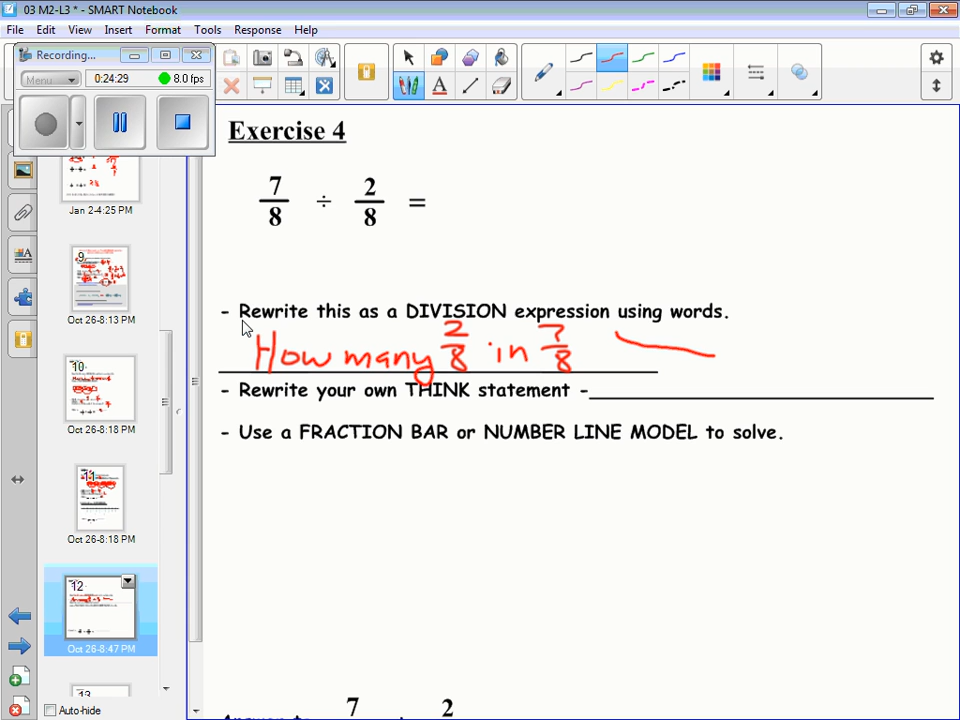 03 M2-L3 * - SMART Notebook
File Edit View Insert Format Tools Response Help
Recording...
Menu 0:24:29 8.0 fps
Exercise 4
7/8 ÷ 2/8 =
- Rewrite this as a DIVISION expression using words.
How many 2/8 in 7/8
- Rewrite your own THINK statement -
- Use a FRACTION BAR or NUMBER LINE MODEL to solve.
7 2
Jan 2-4:25 PM
9
Oct 26-8:13 PM
10
Oct 26-8:18 PM
11
Oct 26-8:18 PM
12
Oct 26-8:47 PM
13
Auto-hide